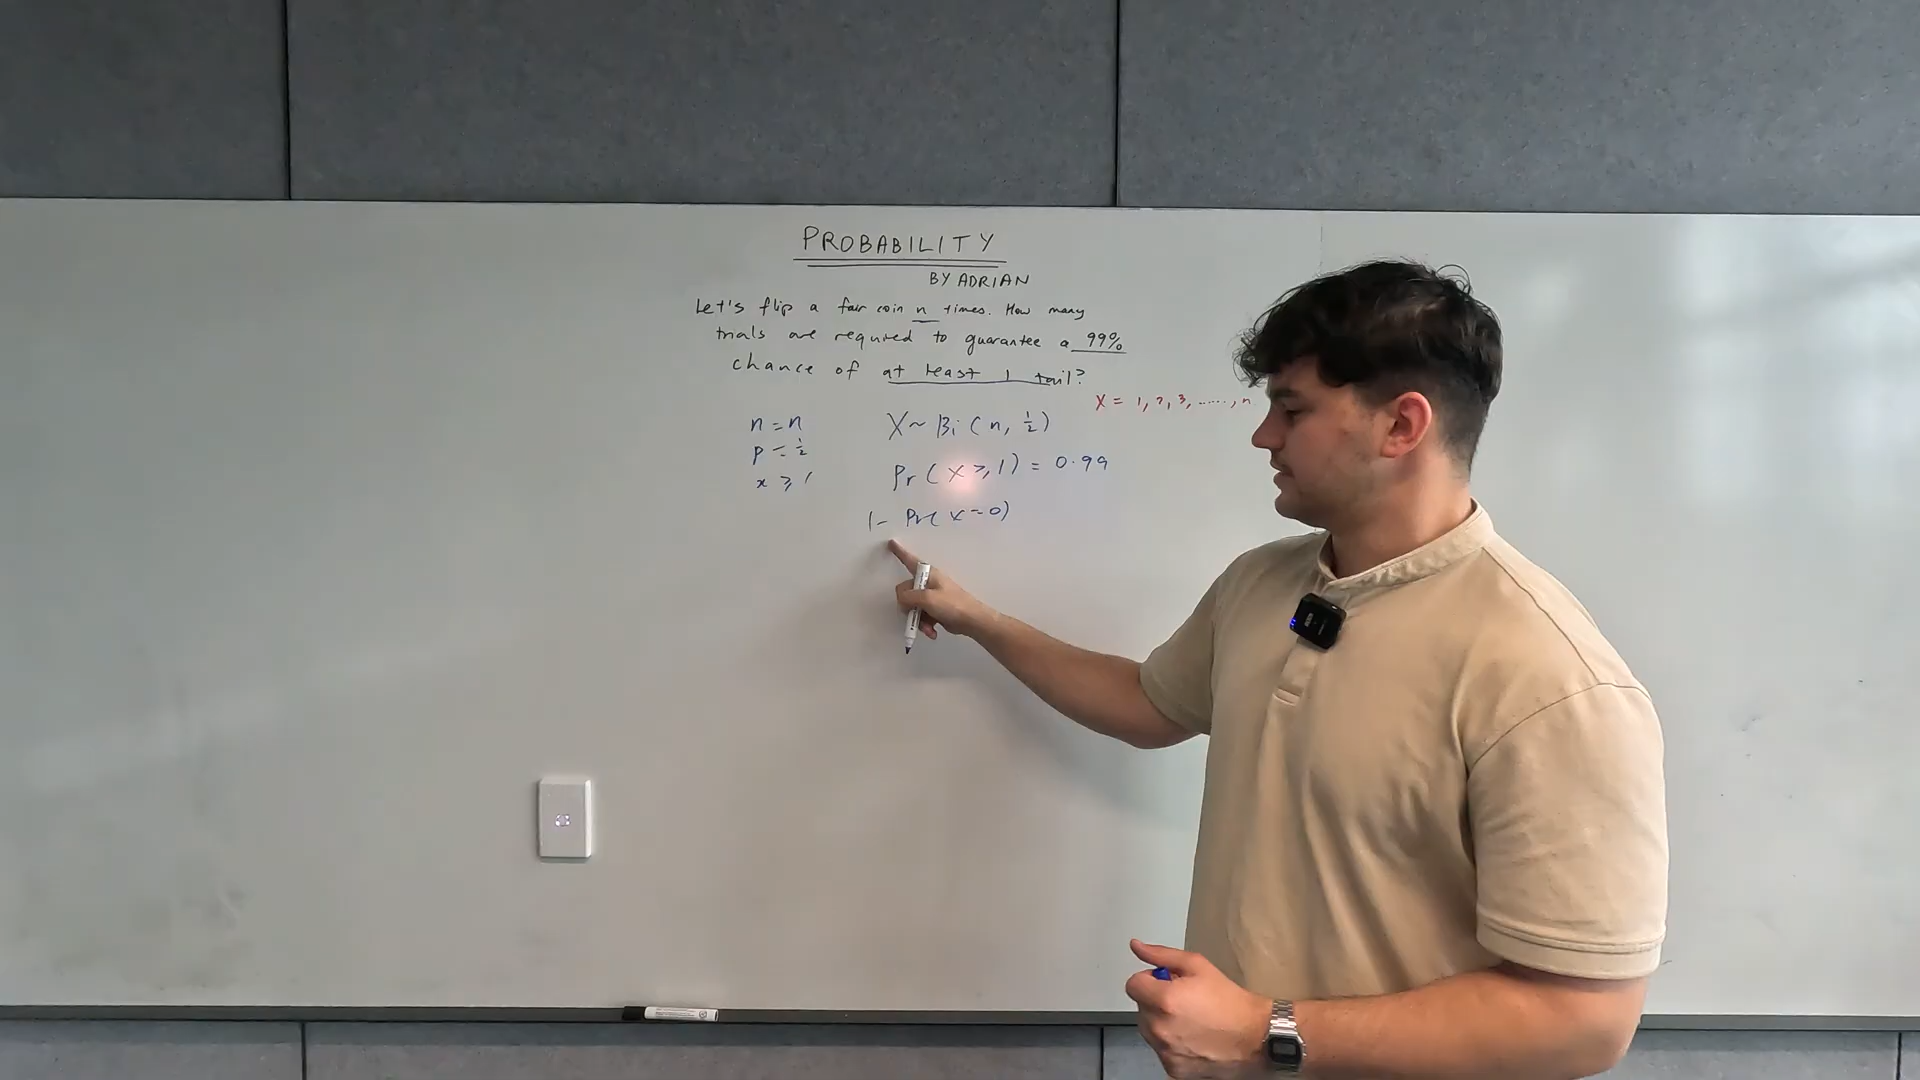 PROBABILITY
BY ADRIAN
Let's flip a fair coin n times. How many
trials are required to guarantee a 99%
chance of at least 1 tail?
X = 1, 2, 3, ......, n
n = n
p = 1/2
x ≥ 1
X ~ Bi (n, 1/2)
Pr (X ≥ 1) = 0.99
1 - Pr( X = 0)